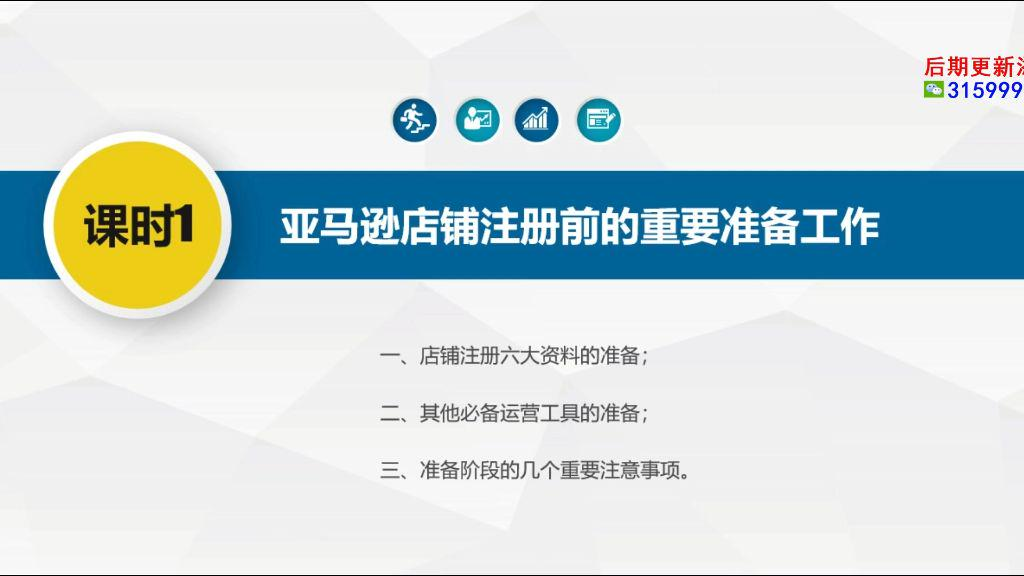 后期更新
315999
课时1
亚马逊店铺注册前的重要准备工作
一、店铺注册六大资料的准备；
二、其他必备运营工具的准备；
三、准备阶段的几个重要注意事项。